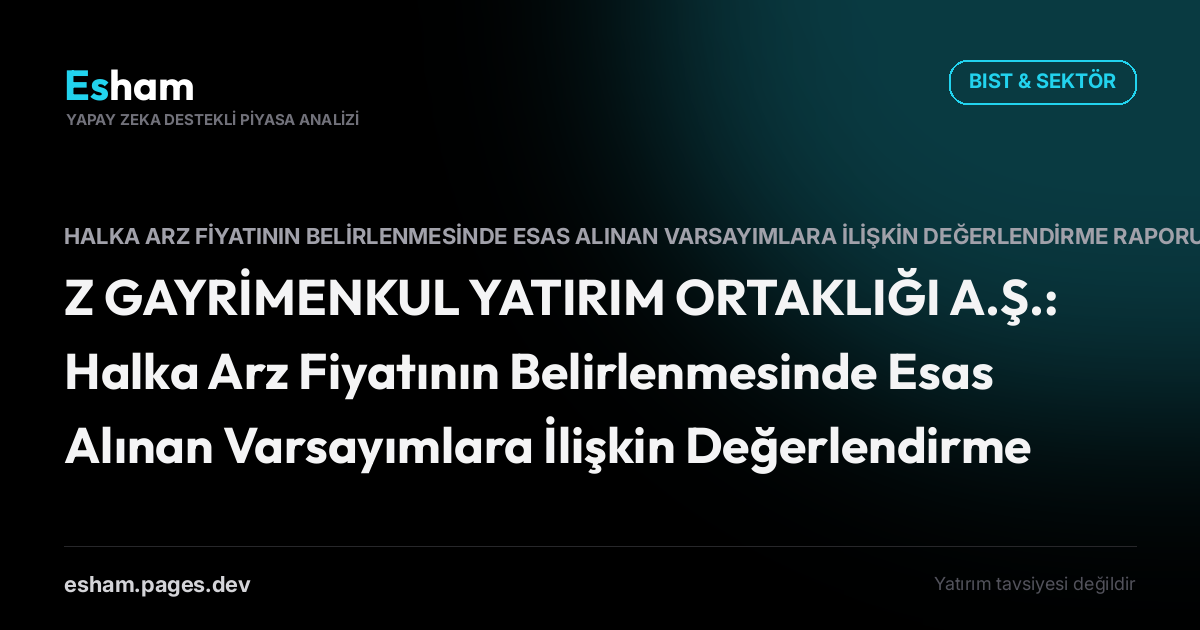 Esham
BIST & SEKTÖR
YAPAY ZEKA DESTEKLİ PİYASA ANALİZİ
HALKA ARZ FİYATININ BELİRLENMESİNDE ESAS ALINAN VARSAYIMLARA İLİŞKİN DEĞERLENDİRME RAPORU
Z GAYRİMENKUL YATIRIM ORTAKLIĞI A.Ş.:
Halka Arz Fiyatının Belirlenmesinde Esas
Alınan Varsayımlara İlişkin Değerlendirme
esham.pages.dev
Yatırım tavsiyesi değildir